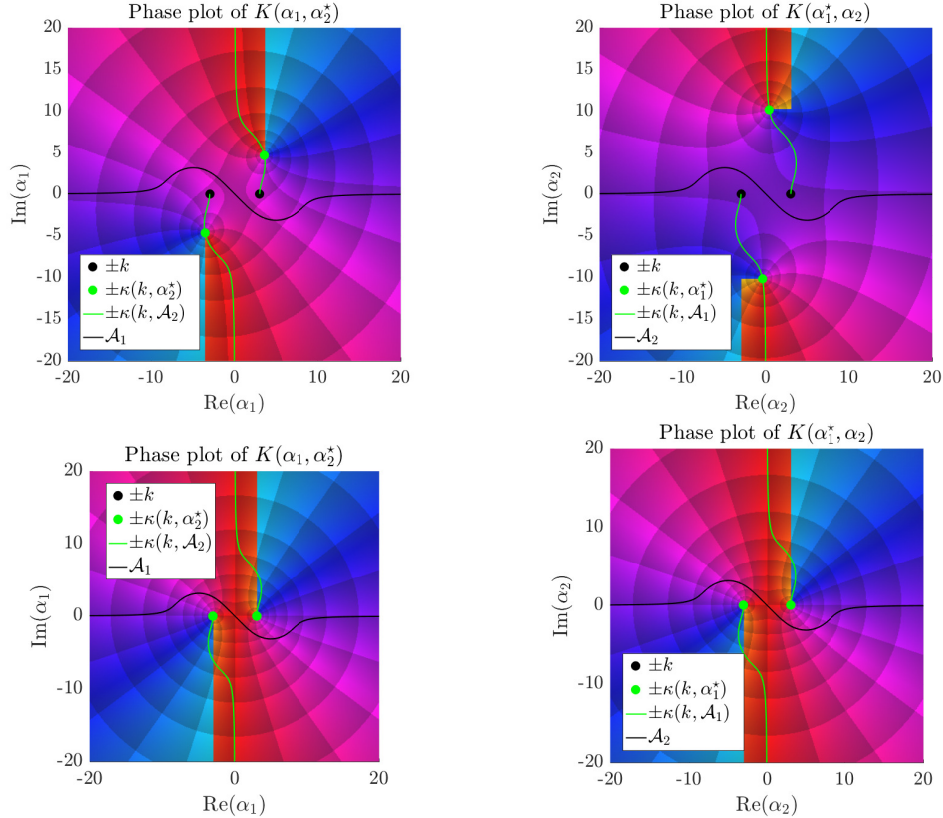 Phase plot of K(α₁, α₂*)
20
15
10
5
0
-5
-10
-15
-20
-20
-10
0
10
20
Im(α₁)
Re(α₁)
±k
±κ(k, α₂*)
±κ(k, 𝒜₂)
𝒜₁
Phase plot of K(α₁*, α₂)
20
15
10
5
0
-5
-10
-15
-20
-20
-10
0
10
20
Im(α₂)
Re(α₂)
±k
±κ(k, α₁*)
±κ(k, 𝒜₁)
𝒜₂
Phase plot of K(α₁, α₂*)
20
10
0
-10
-20
-20
-10
0
10
20
Im(α₁)
Re(α₁)
±k
±κ(k, α₂*)
±κ(k, 𝒜₂)
𝒜₁
Phase plot of K(α₁*, α₂)
20
10
0
-10
-20
-20
-10
0
10
20
Im(α₂)
Re(α₂)
±k
±κ(k, α₁*)
±κ(k, 𝒜₁)
𝒜₂